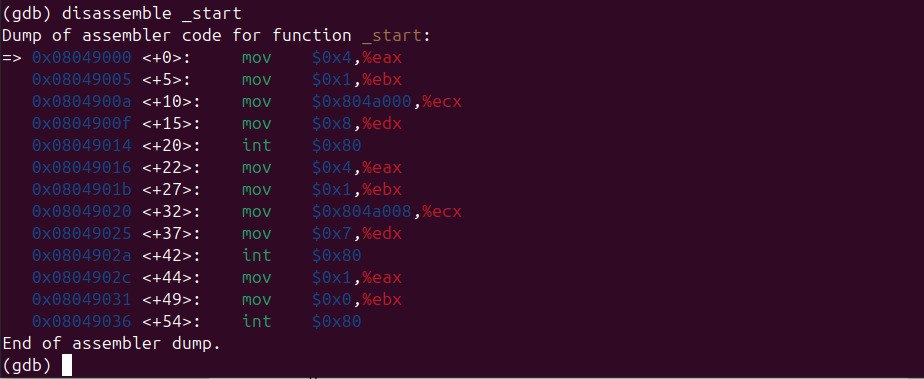 (gdb) disassemble _start
Dump of assembler code for function _start:
=> 0x08049000 <+0>:     mov    $0x4,%eax
   0x08049005 <+5>:     mov    $0x1,%ebx
   0x0804900a <+10>:    mov    $0x804a000,%ecx
   0x0804900f <+15>:    mov    $0x8,%edx
   0x08049014 <+20>:    int    $0x80
   0x08049016 <+22>:    mov    $0x4,%eax
   0x0804901b <+27>:    mov    $0x1,%ebx
   0x08049020 <+32>:    mov    $0x804a008,%ecx
   0x08049025 <+37>:    mov    $0x7,%edx
   0x0804902a <+42>:    int    $0x80
   0x0804902c <+44>:    mov    $0x1,%eax
   0x08049031 <+49>:    mov    $0x0,%ebx
   0x08049036 <+54>:    int    $0x80
End of assembler dump.
(gdb)